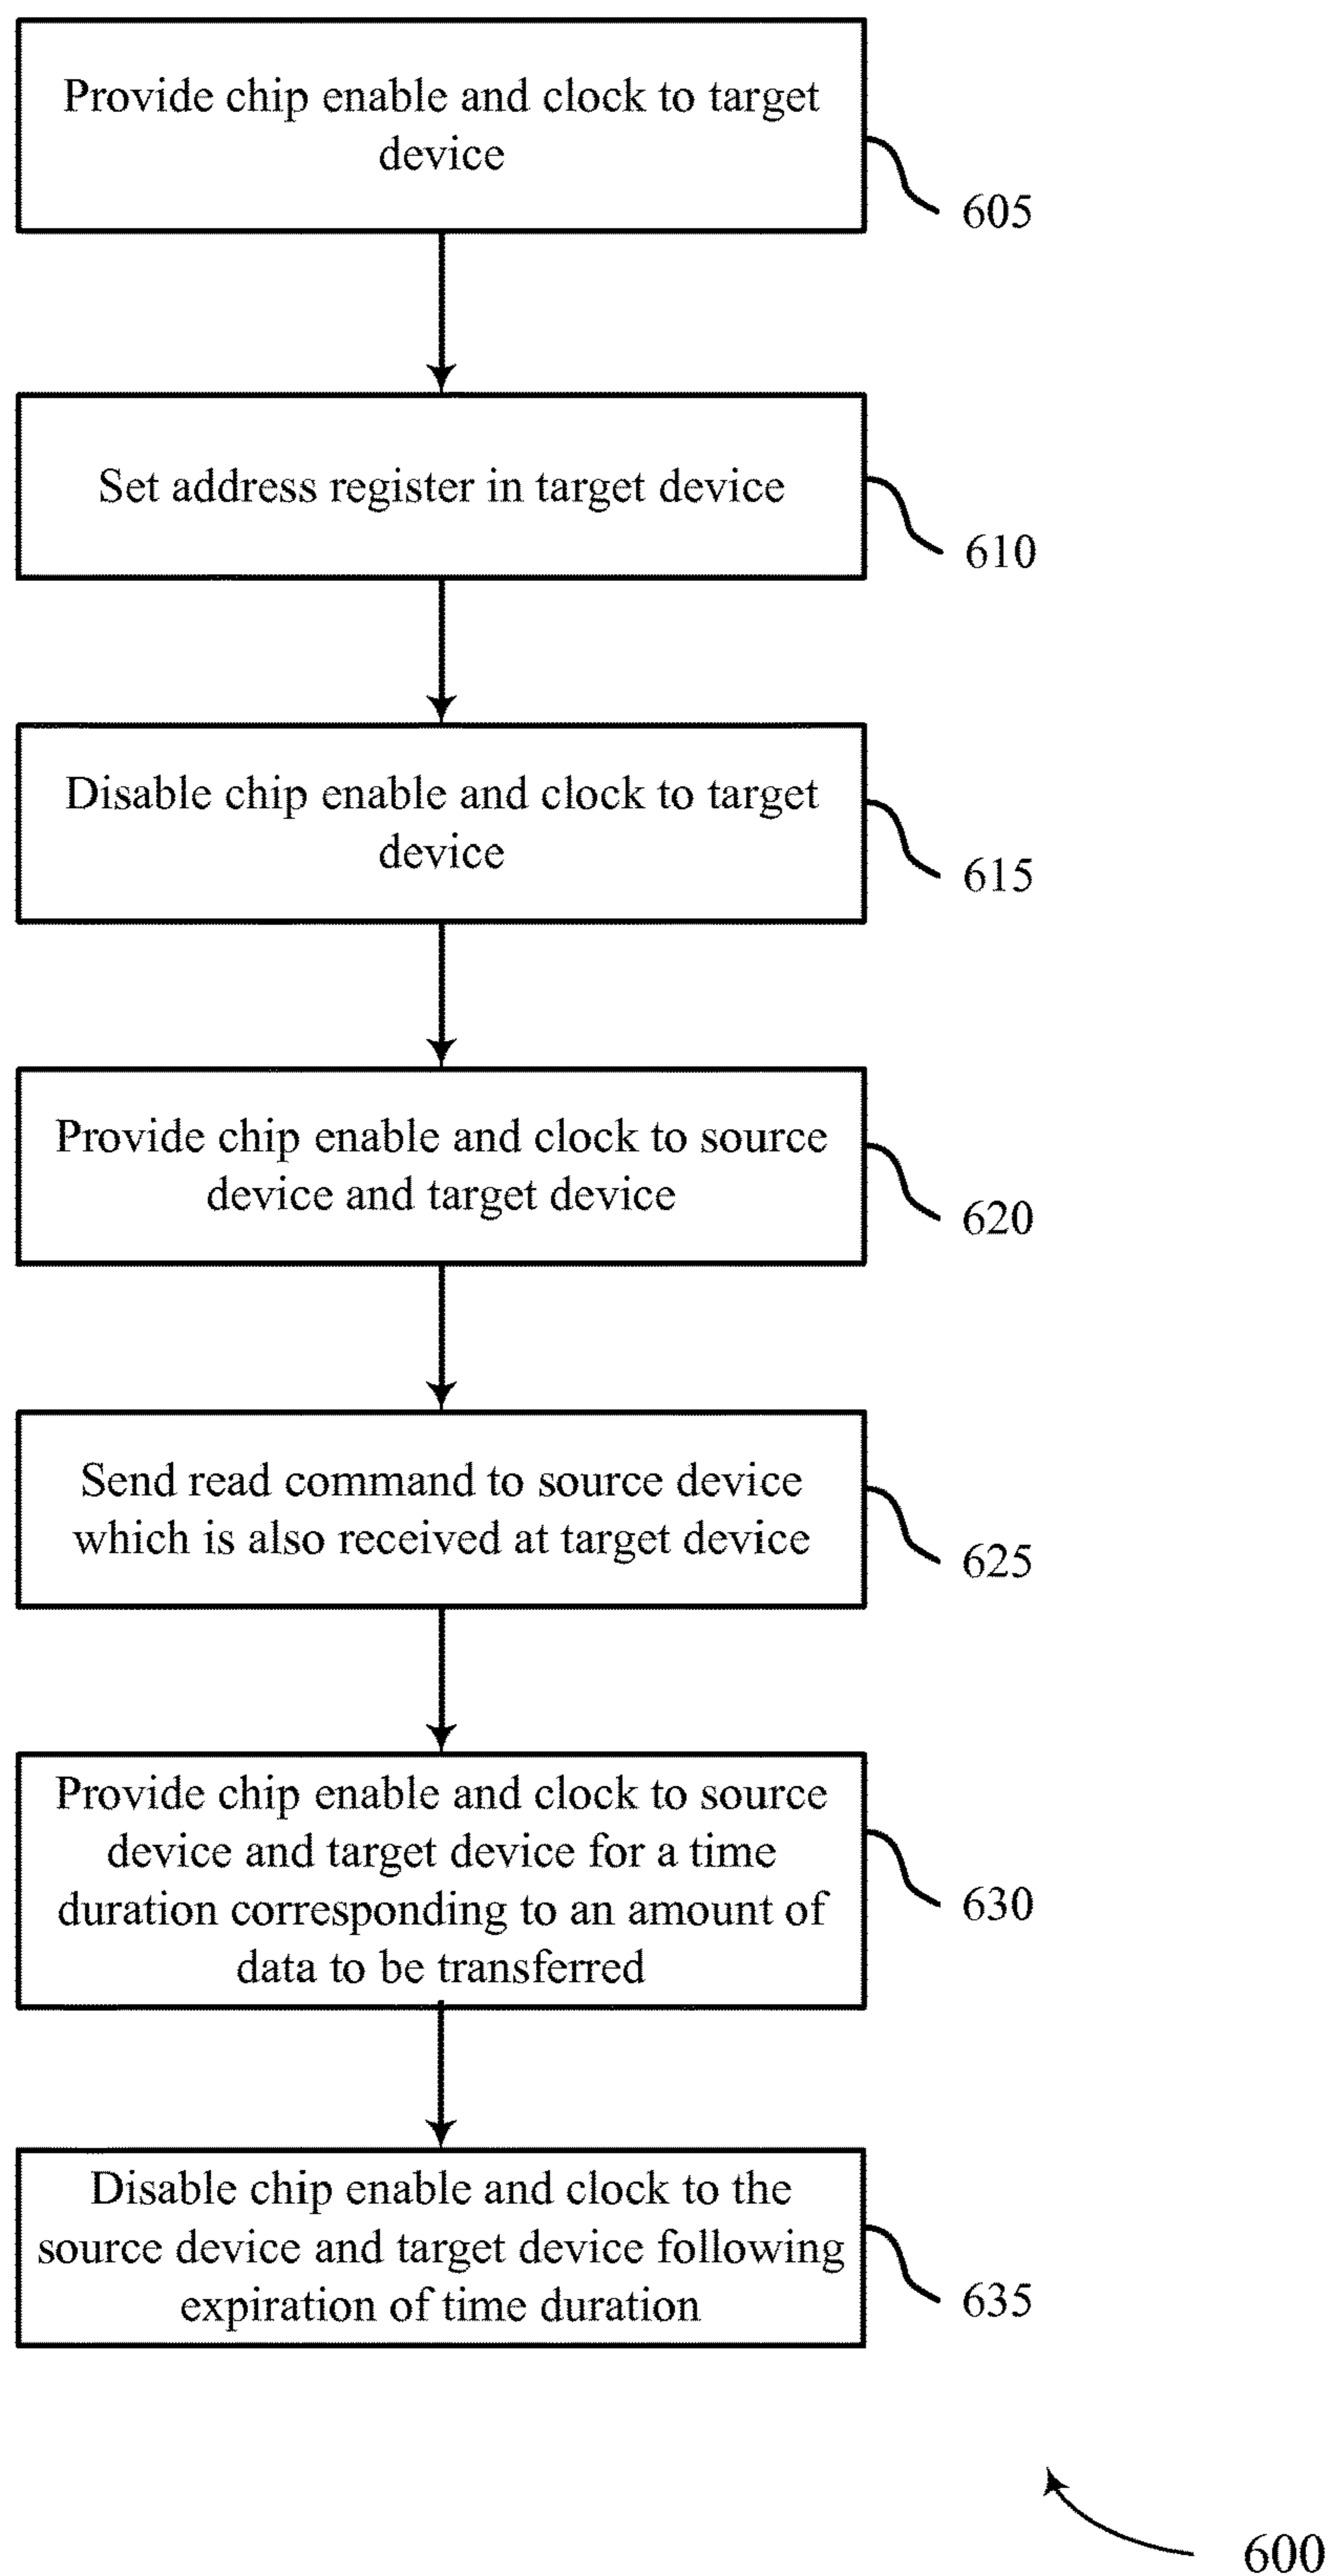 Provide chip enable and clock to target
device
605
Set address register in target device
610
Disable chip enable and clock to target
device
615
Provide chip enable and clock to source
device and target device
620
Send read command to source device
which is also received at target device
625
Provide chip enable and clock to source
device and target device for a time
duration corresponding to an amount of
data to be transferred
630
Disable chip enable and clock to the
source device and target device following
expiration of time duration
635
600